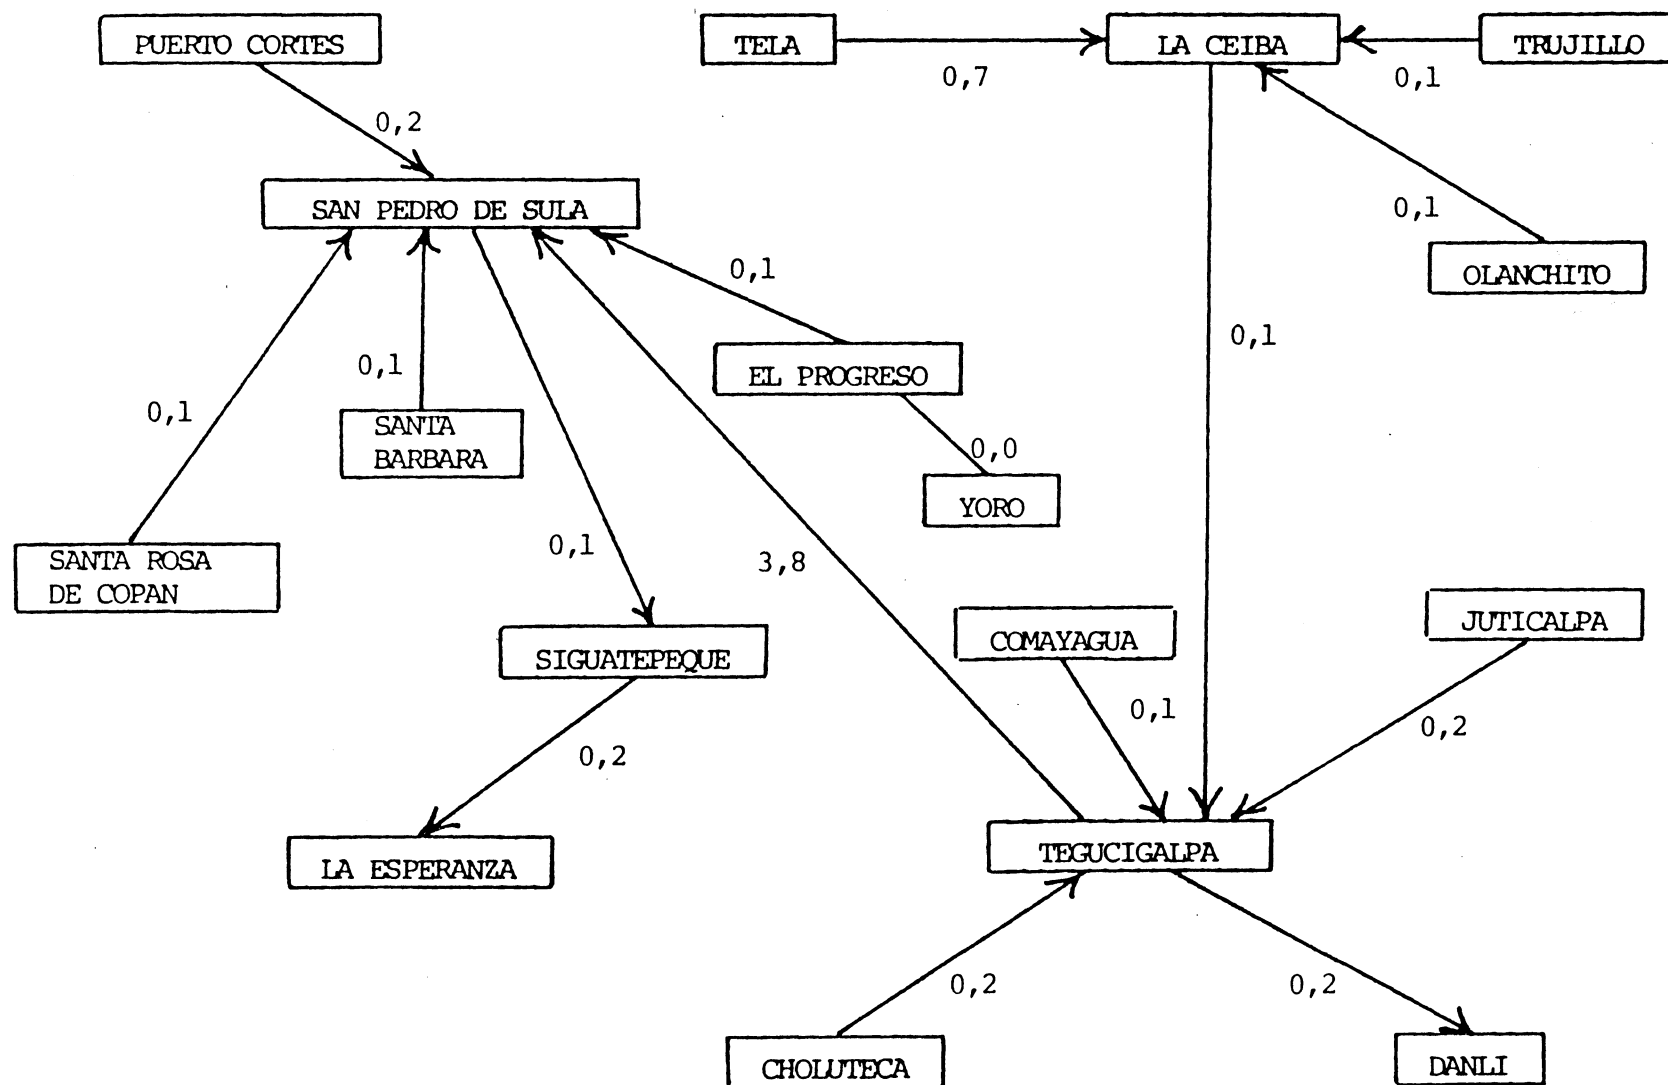 PUERTO CORTES
TELA
LA CEIBA
TRUJILLO
0,7
0,1
0,2
SAN PEDRO DE SULA
0,1
OLANCHITO
0,1
0,1
EL PROGRESO
0,1
0,1
SANTA
BARBARA
0,0
YORO
SANTA ROSA
DE COPAN
0,1
3,8
COMAYAGUA
JUTICALPA
SIGUATEPEQUE
0,1
0,2
0,2
TEGUCIGALPA
LA ESPERANZA
0,2
0,2
CHOLUTECA
DANLI